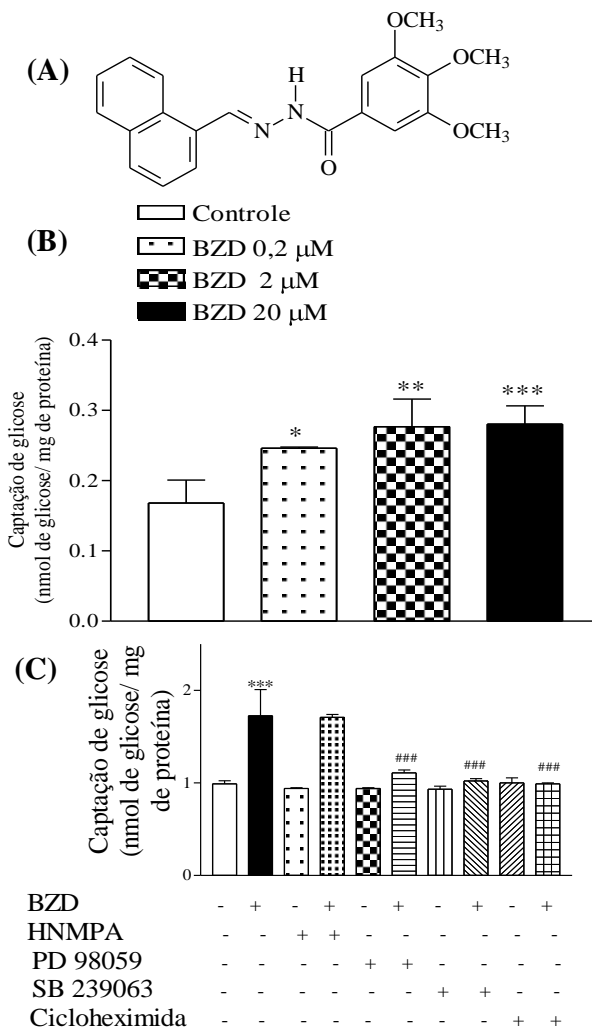 (A)
OCH3
OCH3
OCH3
H
N
N
O
(B)
Controle
BZD 0,2 µM
BZD 2 µM
BZD 20 µM
Captação de glicose
(nmol de glicose/ mg de proteína)
0.4
0.3
0.2
0.1
0.0
*
**
***
(C)
Captação de glicose
(nmol de glicose/ mg
de proteína)
2
1
0
***
###
###
###
BZD - + - + - + - + - +
HNMPA - - + + - - - - - -
PD 98059 - - - - + + - - - -
SB 239063 - - - - - - + + - -
Cicloheximida - - - - - - - - + +